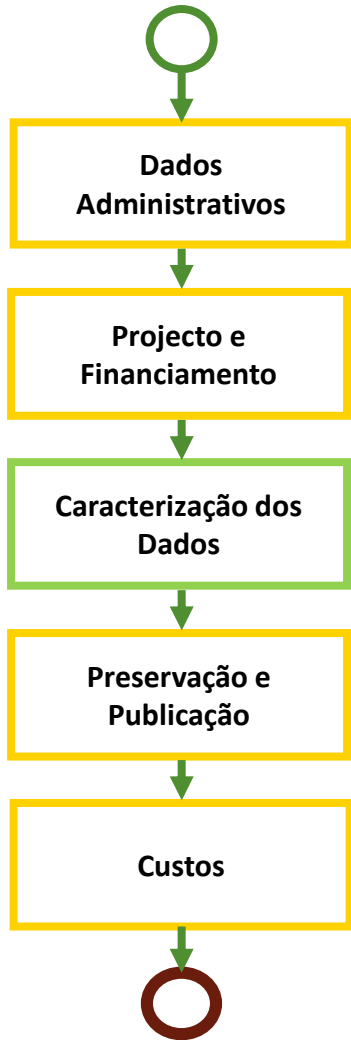 Dados
Administrativos
Projecto e
Financiamento
Caracterização dos
Dados
Preservação e
Publicação
Custos